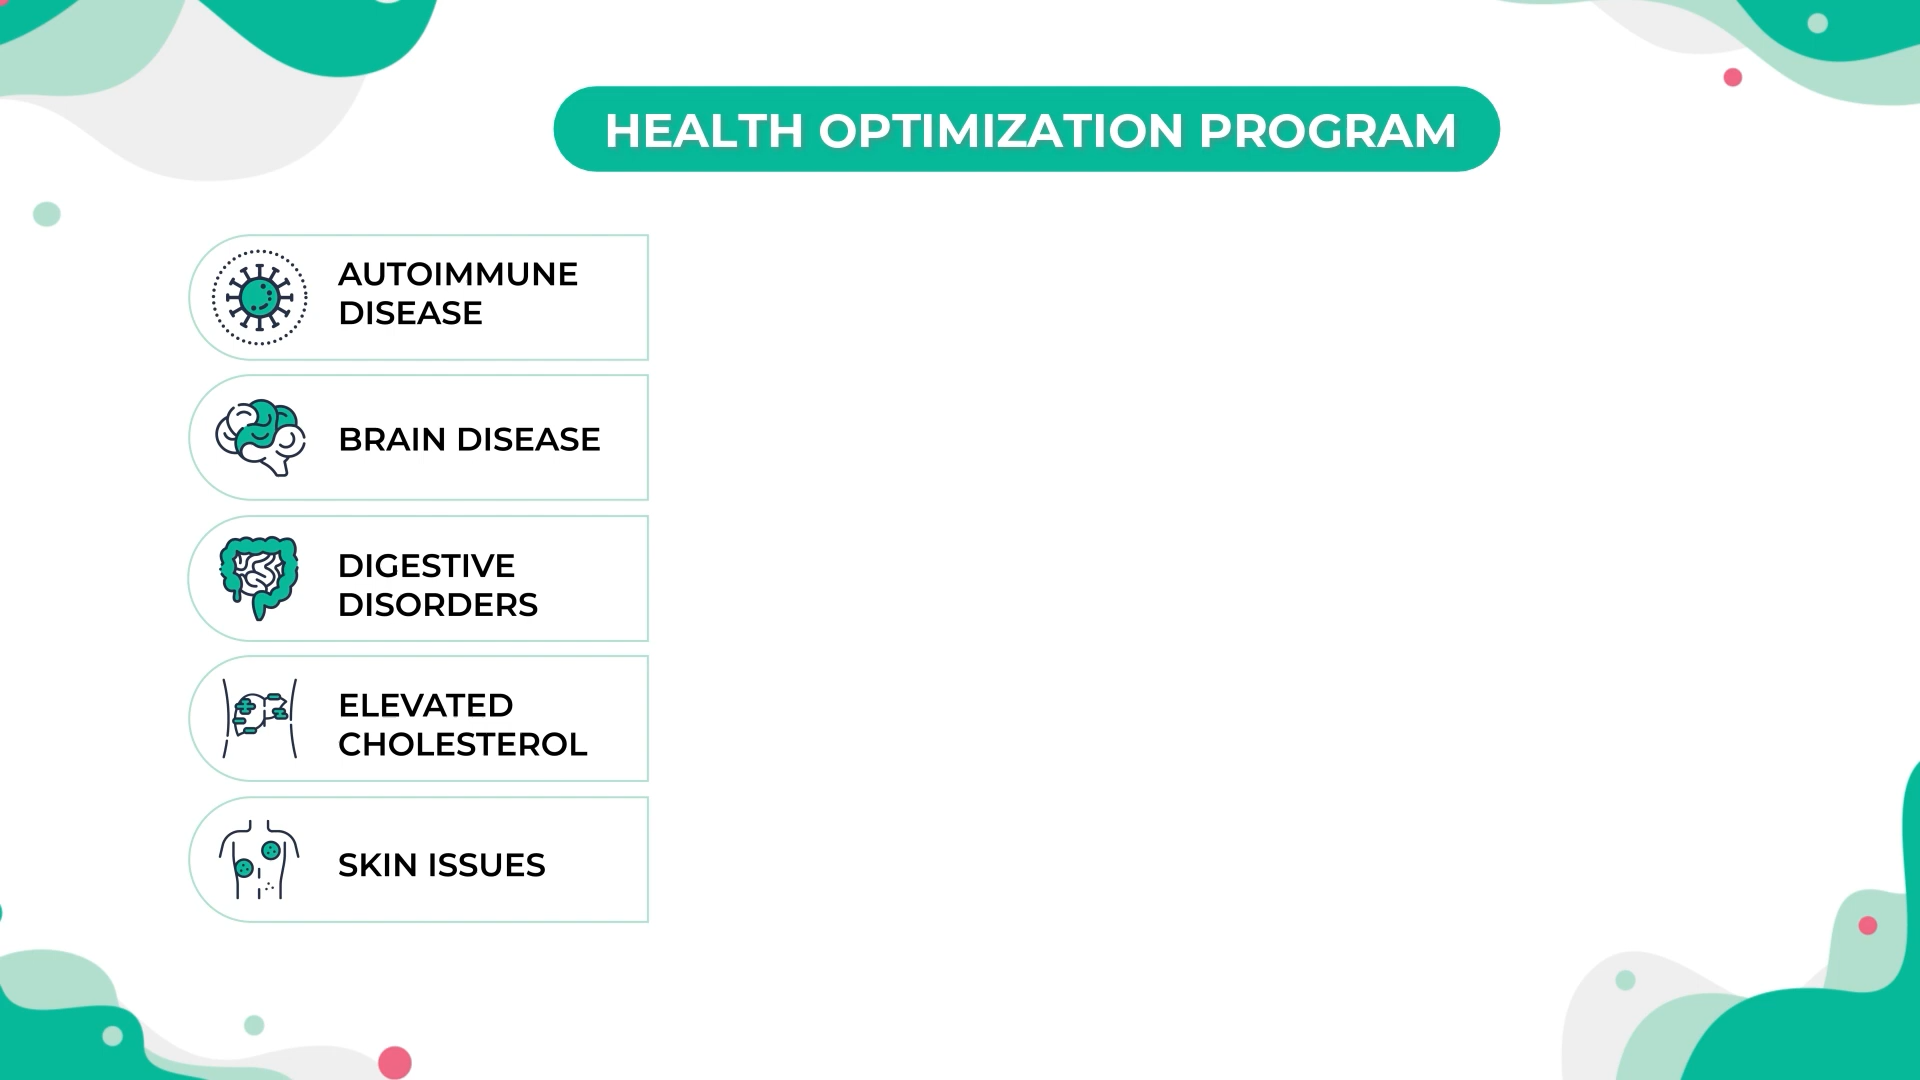 HEALTH OPTIMIZATION PROGRAM
AUTOIMMUNE
DISEASE
BRAIN DISEASE
DIGESTIVE
DISORDERS
ELEVATED
CHOLESTEROL
SKIN ISSUES